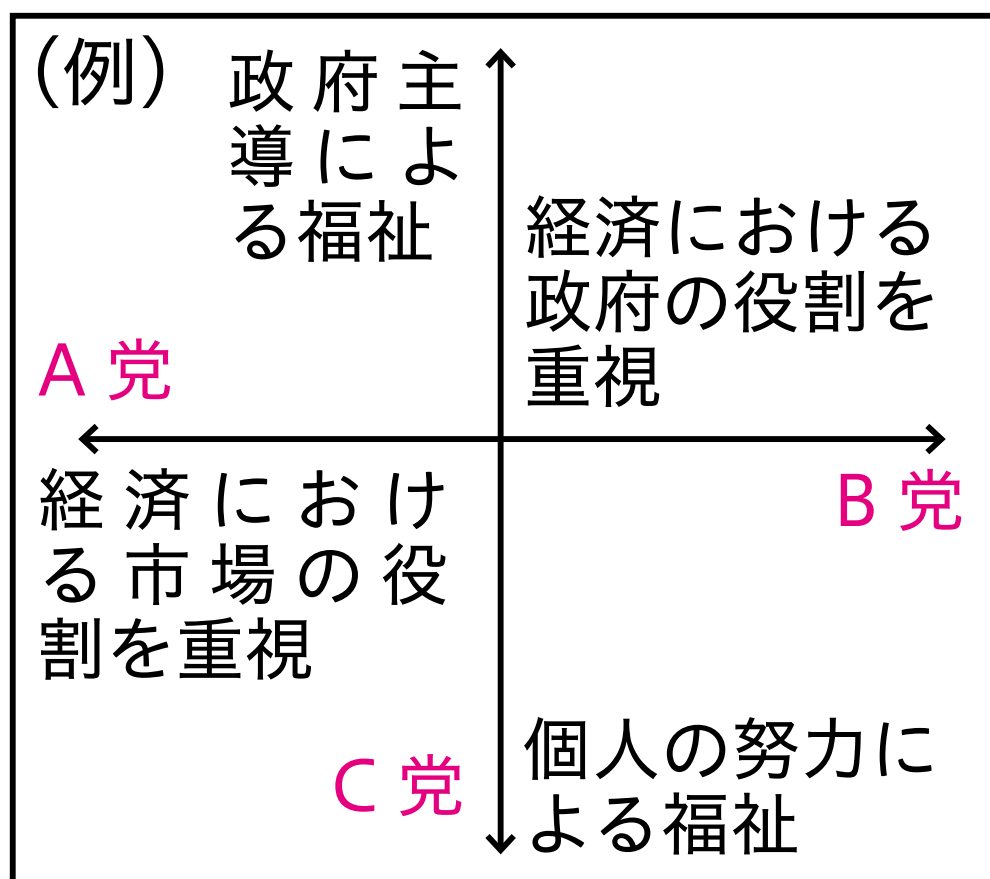 （例）
政府主
導によ
る福祉
経済における
政府の役割を
重視
A 党
経済におけ
る市場の役
割を重視
B 党
C 党
個人の努力に
よる福祉